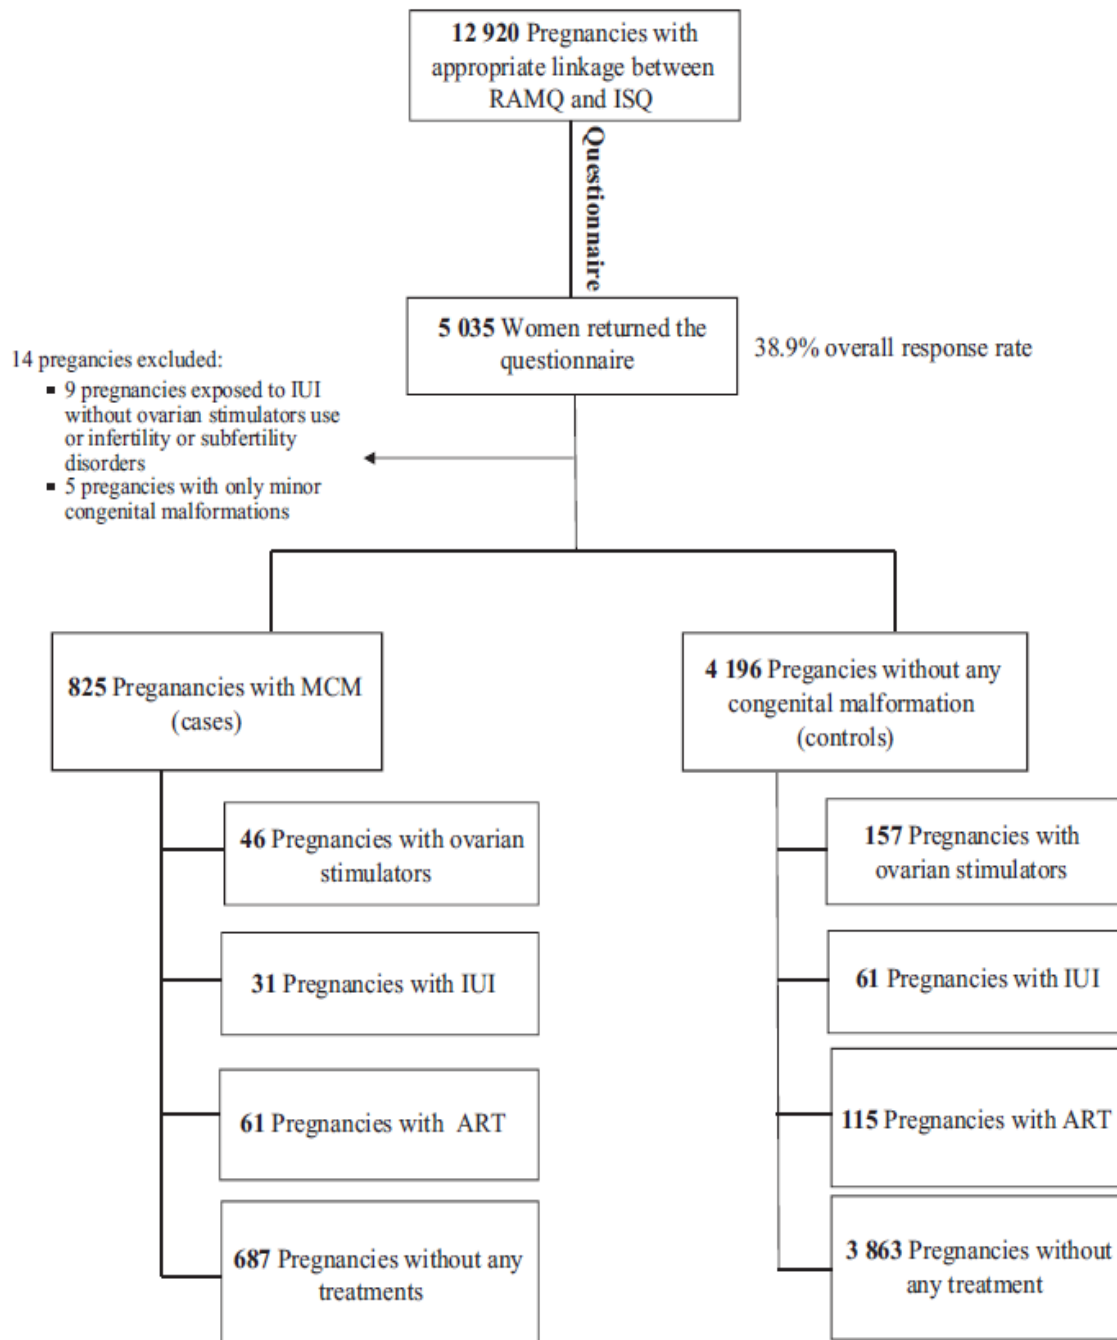 12 920 Pregnancies with
appropriate linkage between
RAMQ and ISQ
Questionnaire
5 035 Women returned the
questionnaire
38.9% overall response rate
14 pregancies excluded:
▪ 9 pregnancies exposed to IUI
without ovarian stimulators use
or infertility or subfertility
disorders
▪ 5 pregancies with only minor
congenital malformations
825 Preganancies with MCM
(cases)
4 196 Pregancies without any
congenital malformation
(controls)
46 Pregnancies with ovarian
stimulators
157 Pregnancies with
ovarian stimulators
31 Pregnancies with IUI
61 Pregnancies with IUI
61 Pregnancies with ART
115 Pregnancies with ART
687 Pregnancies without any
treatments
3 863 Pregnancies without
any treatment